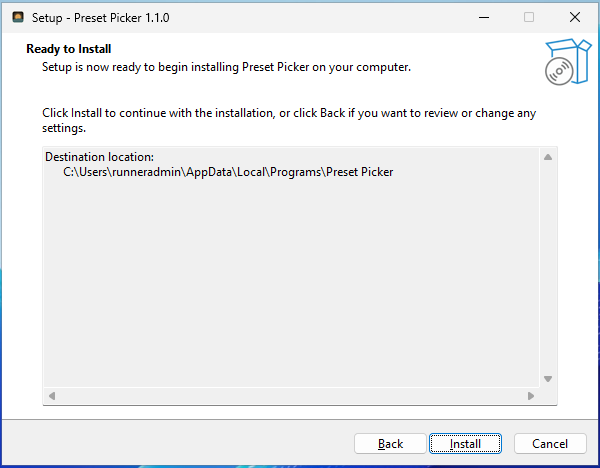 Setup - Preset Picker 1.1.0
Ready to Install
Setup is now ready to begin installing Preset Picker on your computer.
Click Install to continue with the installation, or click Back if you want to review or change any
settings.
Destination location:
C:\Users\runneradmin\AppData\Local\Programs\Preset Picker
Back
Install
Cancel